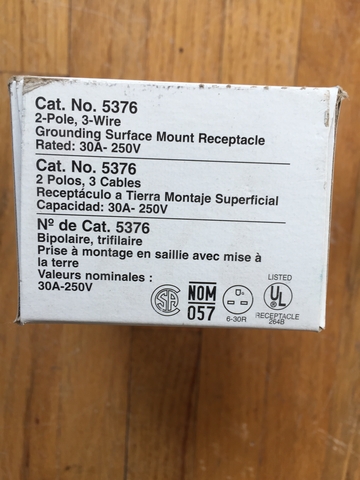 Cat. No. 5376
2-Pole, 3-Wire
Grounding Surface Mount Receptacle
Rated: 30A- 250V
Cat. No. 5376
2 Polos, 3 Cables
Receptáculo a Tierra Montaje Superficial
Capacidad: 30A- 250V
Nº de Cat. 5376
Bipolaire, trifilaire
Prise à montage en saillie avec mise à
la terre
Valeurs nominales :
30A-250V
SA
NOM
057
G
6-30R
LISTED
UL
RECEPTACLE
264B